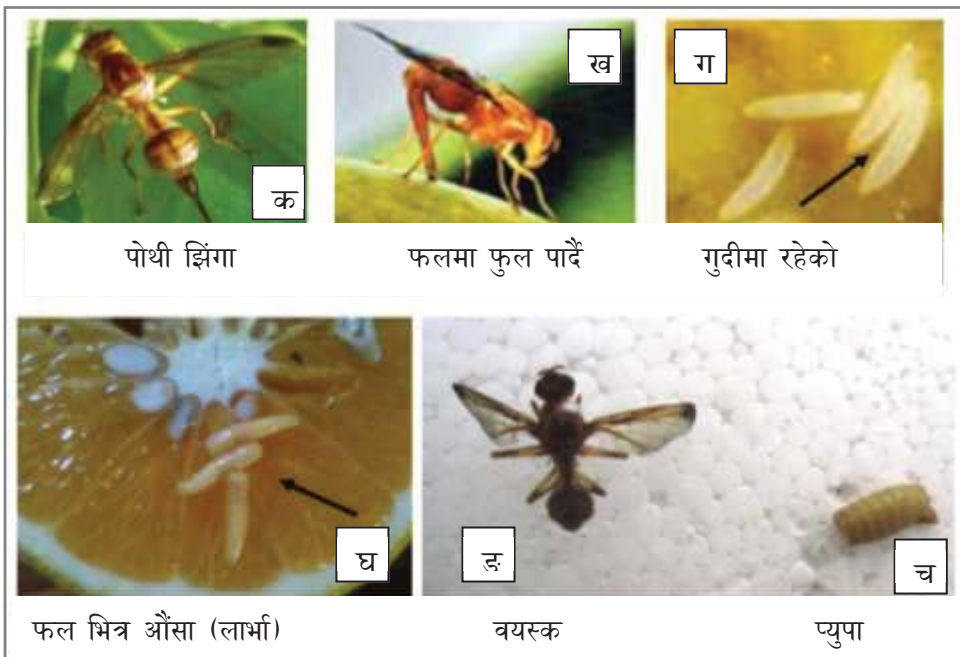 क
ख
ग
पोथी झिंगा
फलमा फुल पार्दै
गुदीमा रहेको
घ
ङ
च
फल भित्र औंसा (लार्भा)
वयस्क
प्युपा